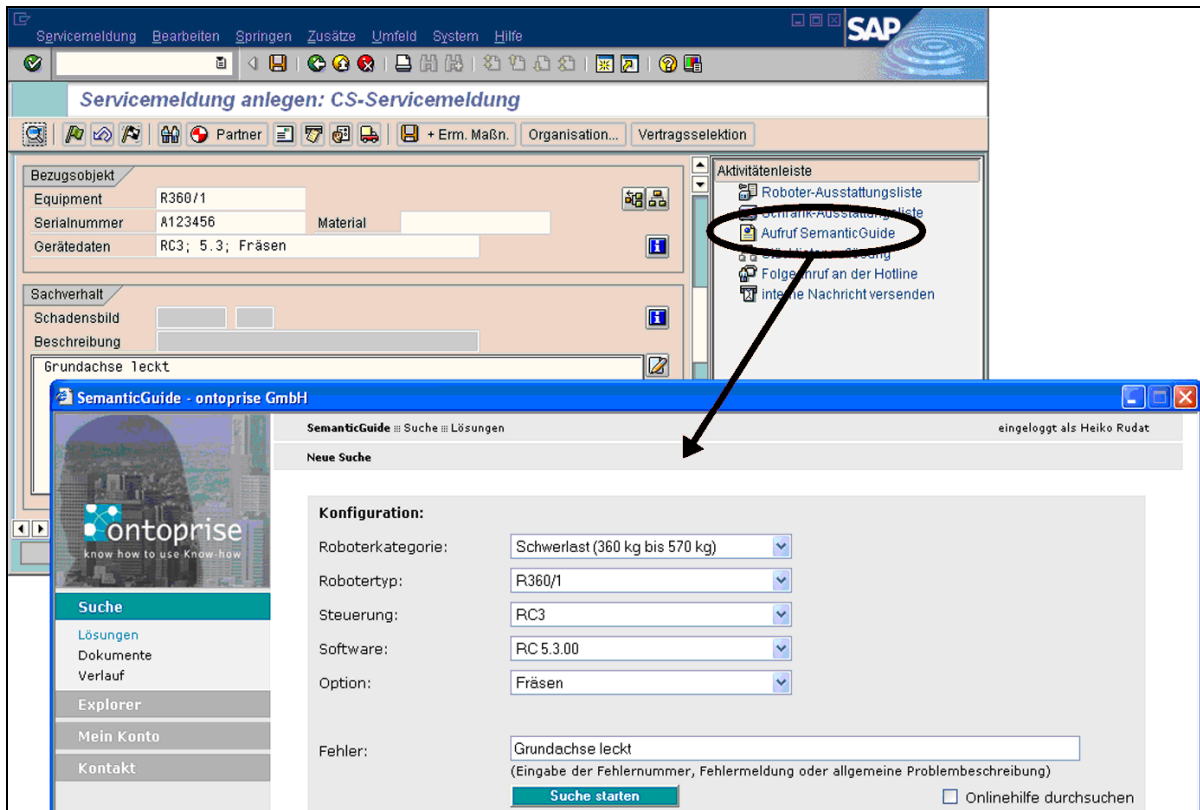 Servicemeldung Bearbeiten Springen Zusätze Umfeld System Hilfe
SAP
Servicemeldung anlegen: CS-Servicemeldung
Partner + Erm. Maßn. Organisation... Vertragsselektion
Bezugsobjekt
Equipment R360/1
Serialnummer A123456 Material
Gerätedaten RC3; 5.3; Fräsen
Sachverhalt
Schadensbild
Beschreibung
Grundachse leckt
Aktivitätenleiste
Roboter-Ausstattungsliste
Schrank-Ausstattungsliste
Aufruf SemanticGuide
Stücklistenauflösung
Folgeanruf an der Hotline
interne Nachricht versenden
SemanticGuide - ontoprise GmbH
SemanticGuide ::: Suche ::: Lösungen eingeloggt als Heiko Rudat
Neue Suche
ontoprise
know how to use Know-how
Suche
Lösungen
Dokumente
Verlauf
Explorer
Mein Konto
Kontakt
Konfiguration:
Roboterkategorie: Schwerlast (360 kg bis 570 kg)
Robotertyp: R360/1
Steuerung: RC3
Software: RC 5.3.00
Option: Fräsen
Fehler: Grundachse leckt
(Eingabe der Fehlernummer, Fehlermeldung oder allgemeine Problembeschreibung)
Suche starten Onlinehilfe durchsuchen